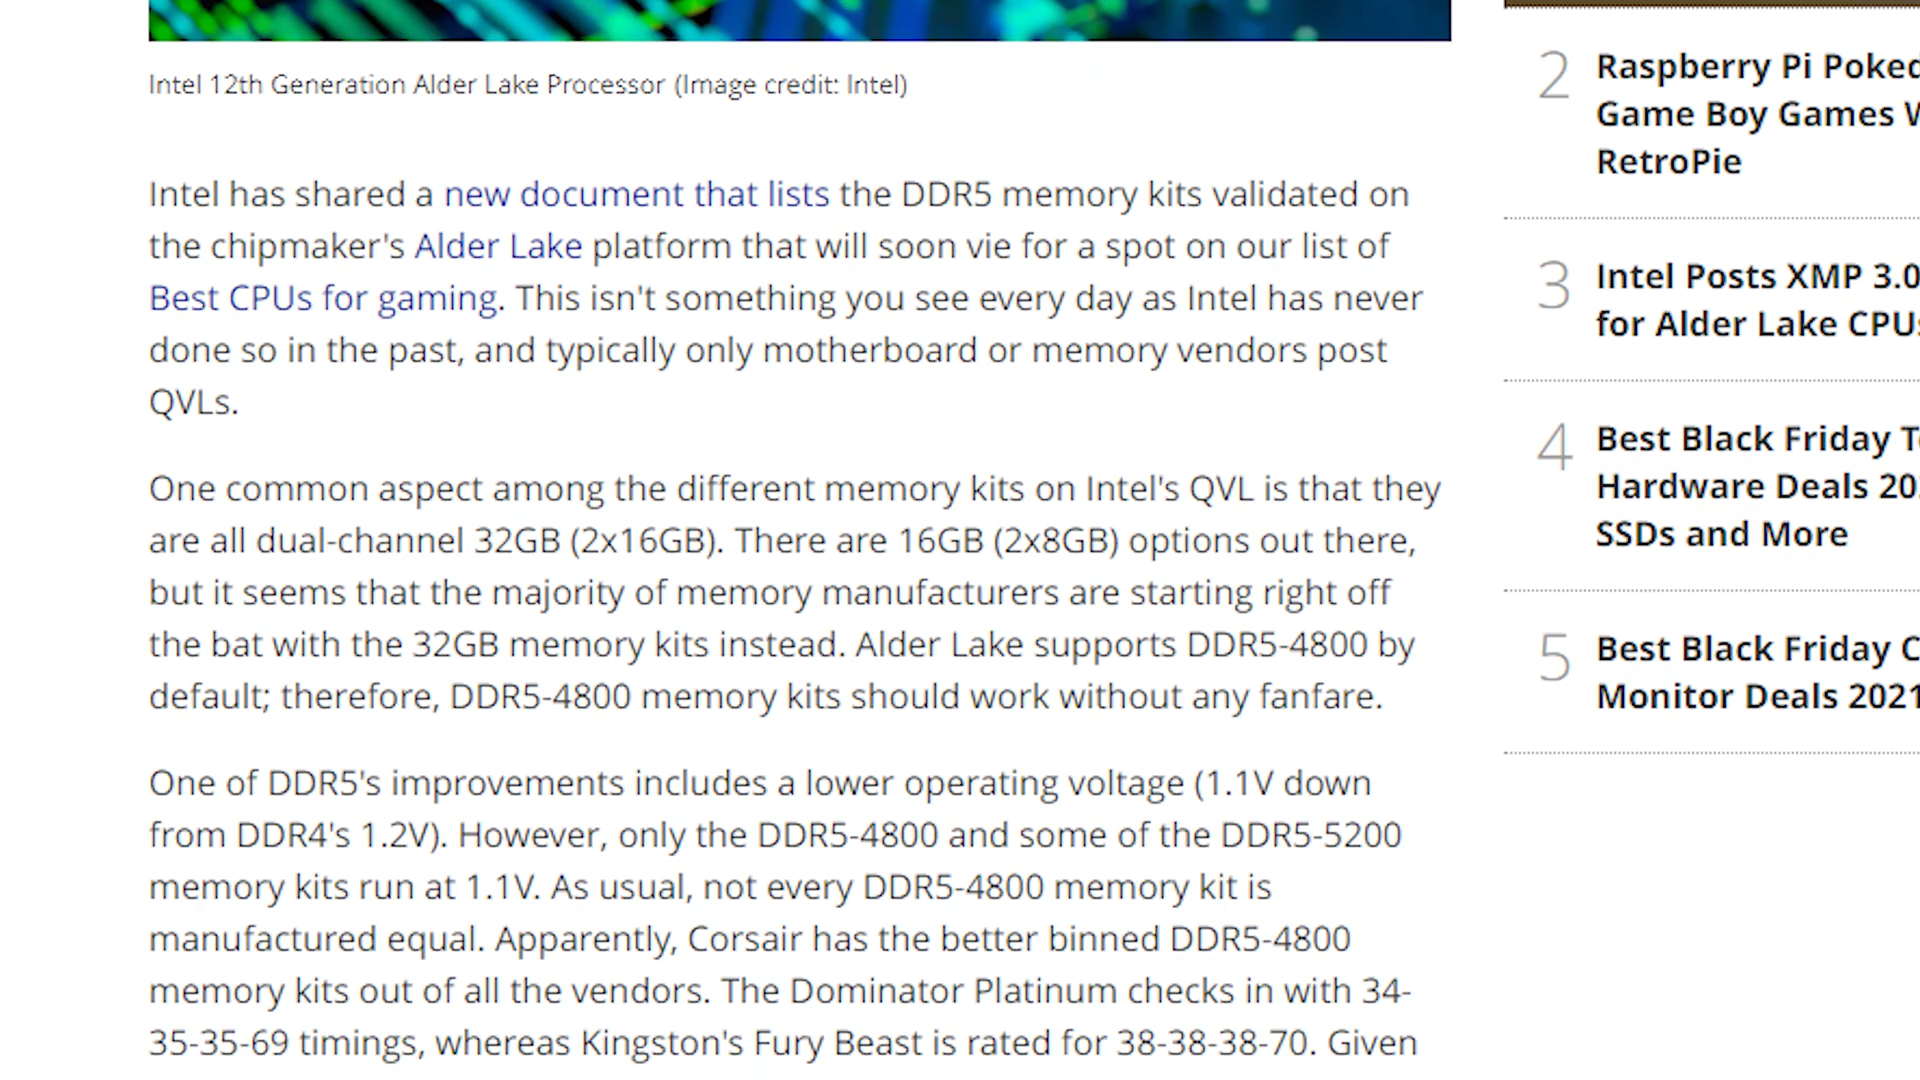 Intel 12th Generation Alder Lake Processor (Image credit: Intel)
Intel has shared a new document that lists the DDR5 memory kits validated on
the chipmaker's Alder Lake platform that will soon vie for a spot on our list of
Best CPUs for gaming. This isn't something you see every day as Intel has never
done so in the past, and typically only motherboard or memory vendors post
QVLs.
One common aspect among the different memory kits on Intel's QVL is that they
are all dual-channel 32GB (2x16GB). There are 16GB (2x8GB) options out there,
but it seems that the majority of memory manufacturers are starting right off
the bat with the 32GB memory kits instead. Alder Lake supports DDR5-4800 by
default; therefore, DDR5-4800 memory kits should work without any fanfare.
One of DDR5's improvements includes a lower operating voltage (1.1V down
from DDR4's 1.2V). However, only the DDR5-4800 and some of the DDR5-5200
memory kits run at 1.1V. As usual, not every DDR5-4800 memory kit is
manufactured equal. Apparently, Corsair has the better binned DDR5-4800
memory kits out of all the vendors. The Dominator Platinum checks in with 34-
35-35-69 timings, whereas Kingston's Fury Beast is rated for 38-38-38-70. Given
2
Raspberry Pi Poked
Game Boy Games
RetroPie
3
Intel Posts XMP 3.0
for Alder Lake CPUs
4
Best Black Friday
Hardware Deals
SSDs and More
5
Best Black Friday
Monitor Deals 2021